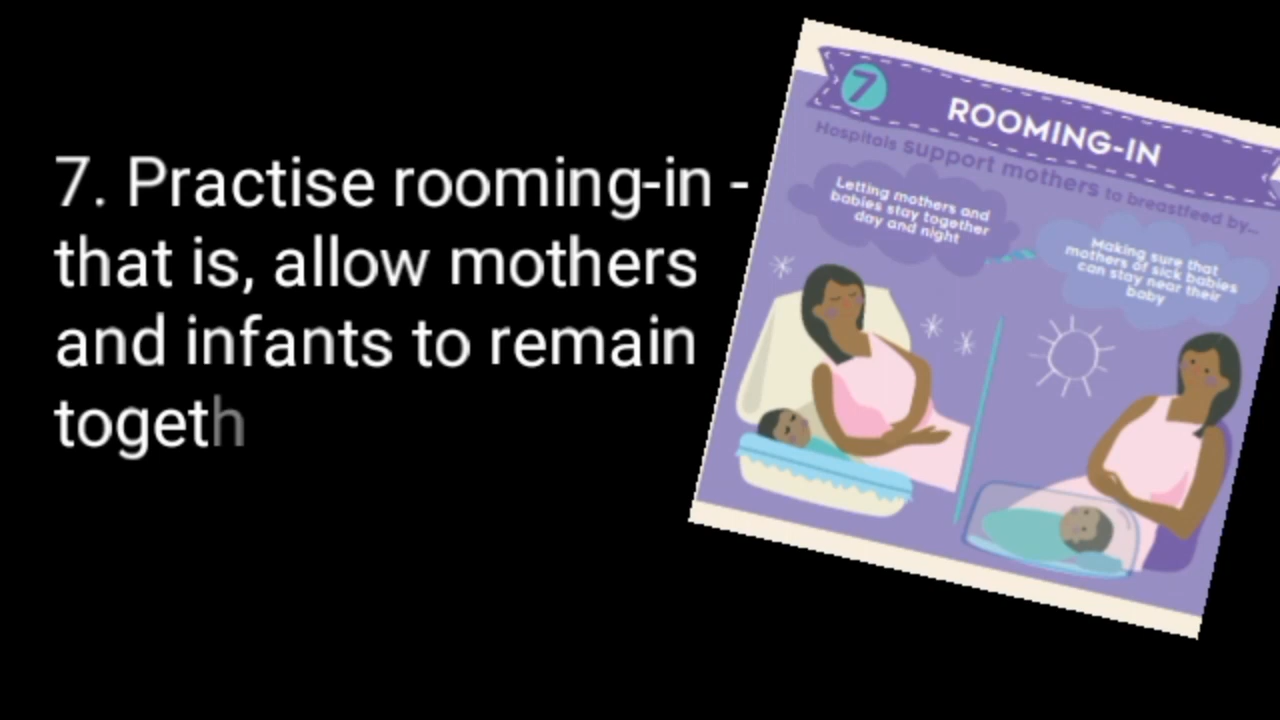 7. Practise rooming-in -
that is, allow mothers
and infants to remain
togeth
7
ROOMING-IN
Hospitals support mothers to breastfeed by...
Letting mothers and
babies stay together
day and night
Making sure that
mothers of sick babies
can stay near their
baby